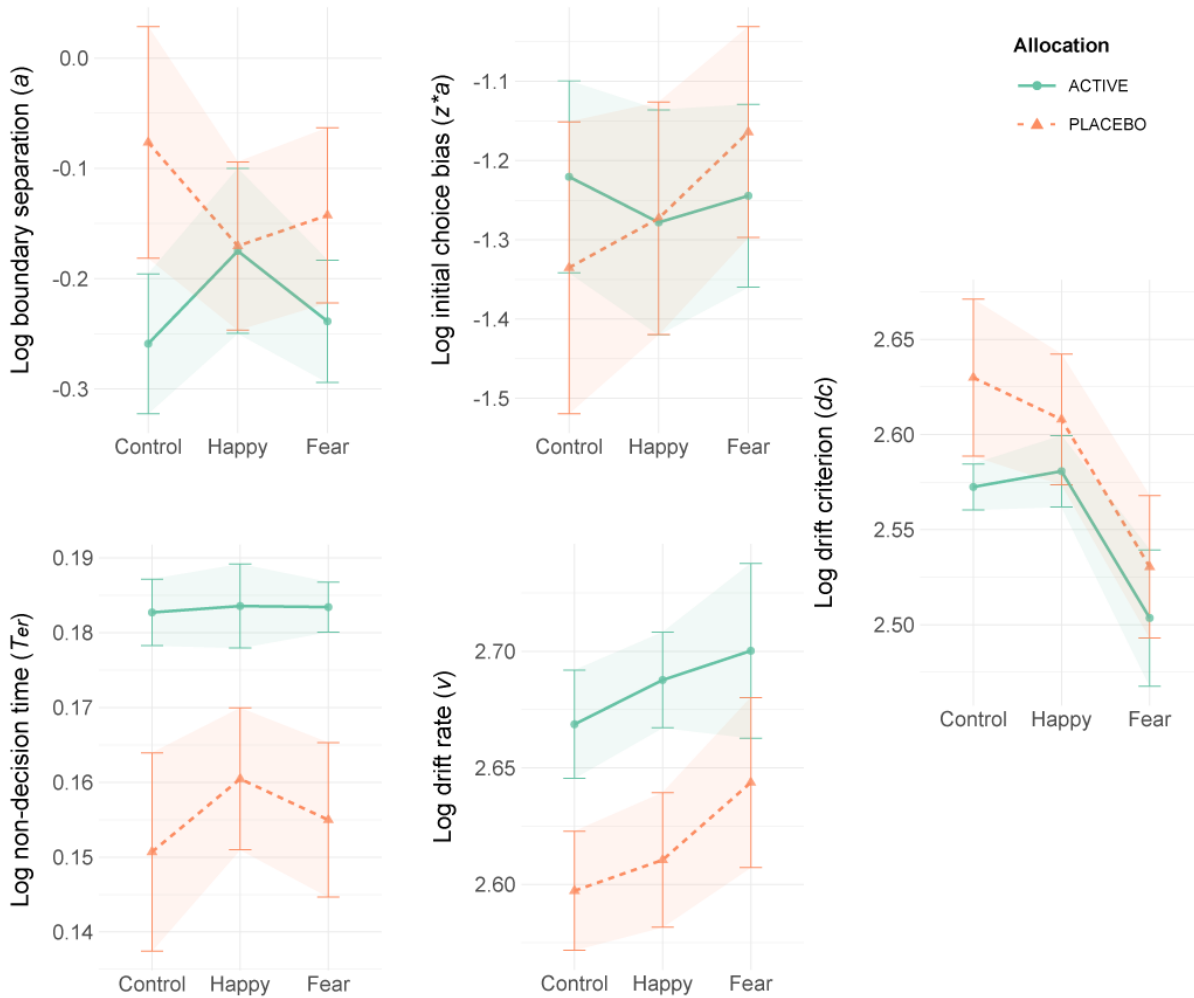 Log boundary separation (a)
0.0
-0.1
-0.2
-0.3
Control Happy Fear
Log initial choice bias (z*a)
-1.1
-1.2
-1.3
-1.4
-1.5
Control Happy Fear
Allocation
ACTIVE
PLACEBO
Log drift criterion (dc)
2.65
2.60
2.55
2.50
Control Happy Fear
Log non-decision time (Ter)
0.19
0.18
0.17
0.16
0.15
0.14
Control Happy Fear
Log drift rate (v)
2.70
2.65
2.60
Control Happy Fear